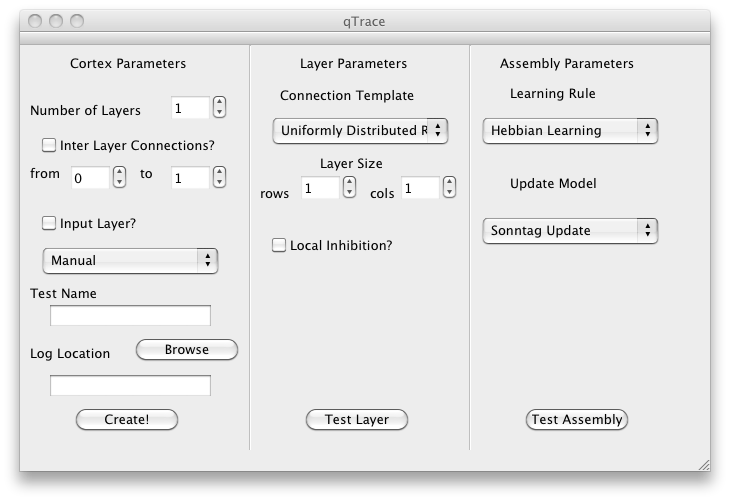 qTrace
Cortex Parameters
Number of Layers 1
Inter Layer Connections?
from 0 to 1
Input Layer?
Manual
Test Name
Log Location Browse
Create!
Layer Parameters
Connection Template
Uniformly Distributed R
Layer Size
rows 1 cols 1
Local Inhibition?
Test Layer
Assembly Parameters
Learning Rule
Hebbian Learning
Update Model
Sonntag Update
Test Assembly